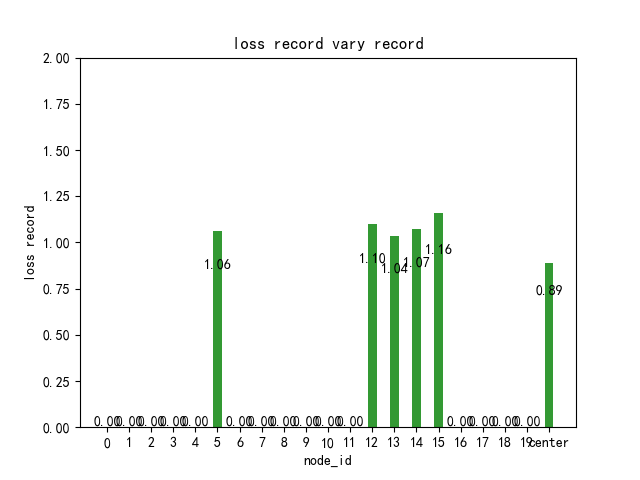 loss record vary record
2.00
1.75
1.50
1.25
1.00
0.75
0.50
0.25
0.00
loss record
0.00 0.00 0.00 0.00 0.00 1.06 0.00 0.00 0.00 0.00 0.00 0.00 1.10 1.04 1.07 1.16 0.00 0.00 0.00 0.00 0.89
0 1 2 3 4 5 6 7 8 9 10 11 12 13 14 15 16 17 18 19 center
node_id